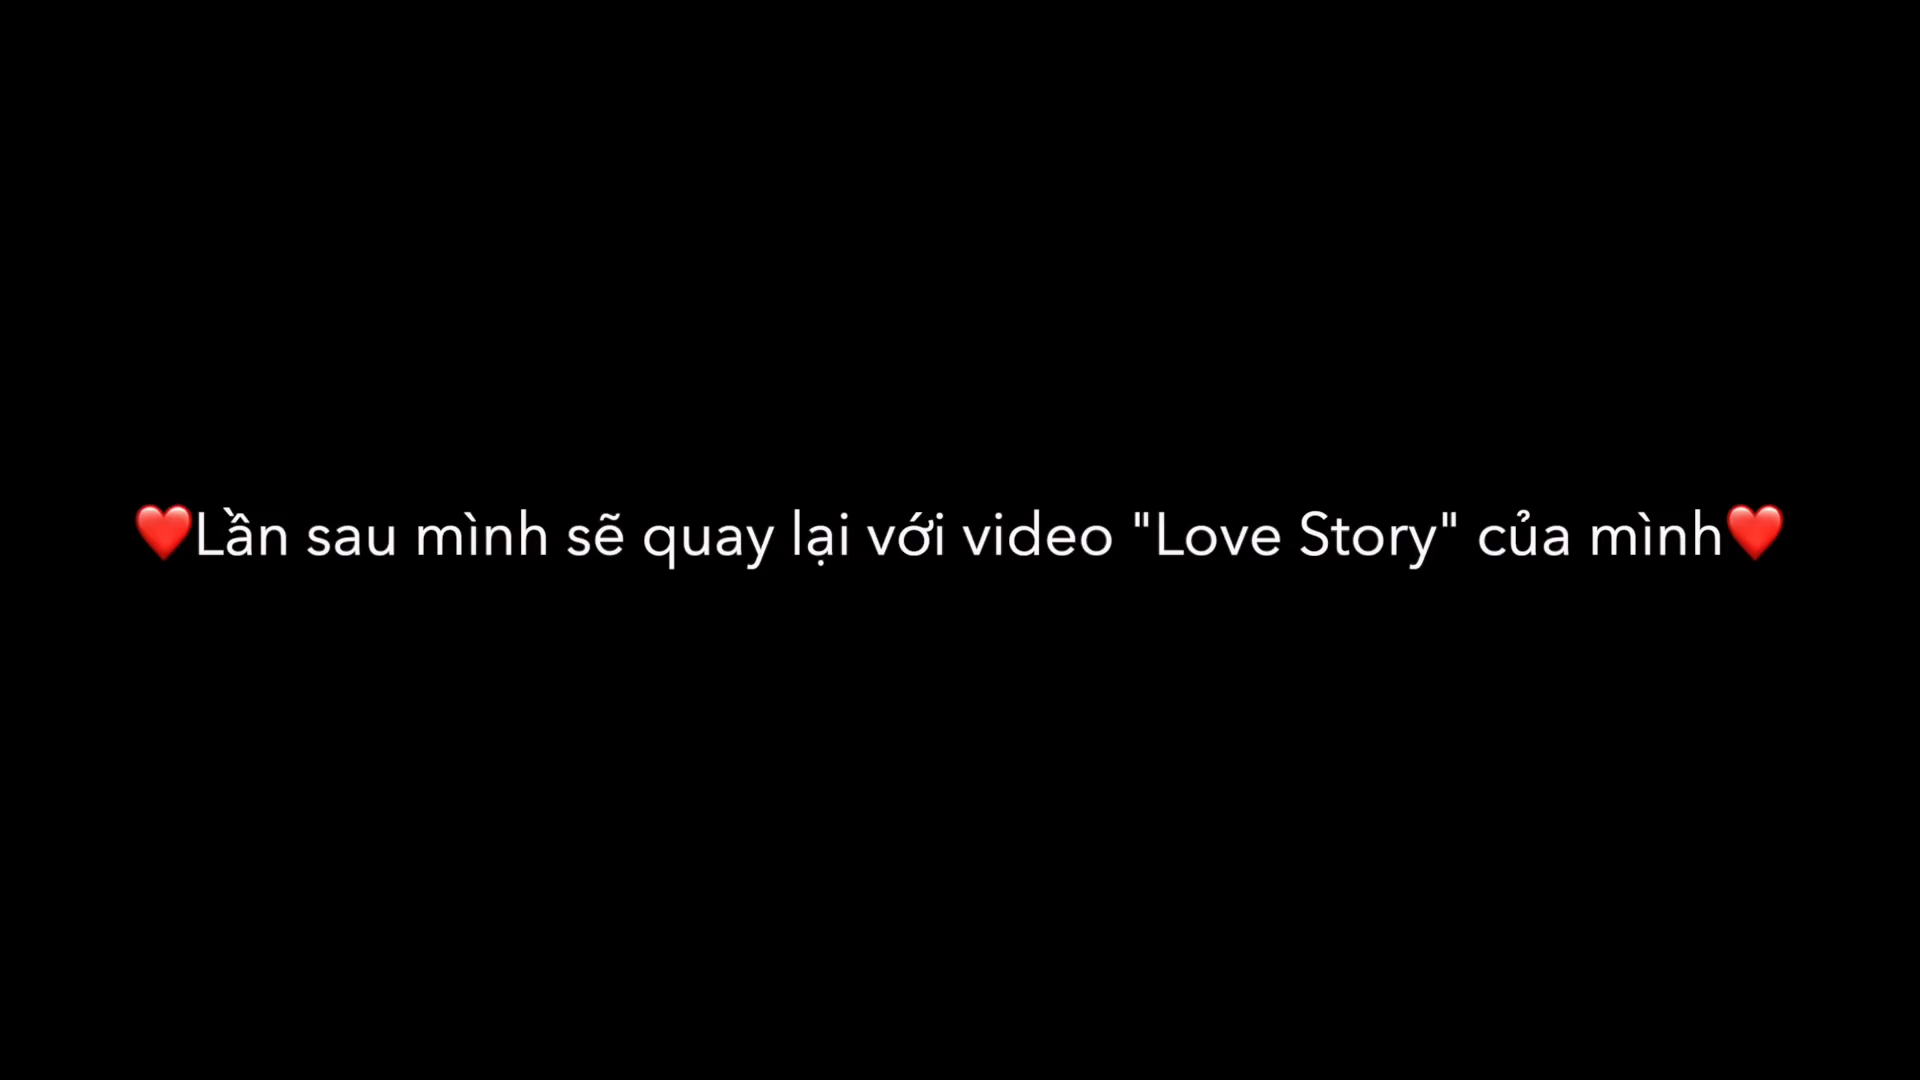 ❤️Lần sau mình sẽ quay lại với video "Love Story" của mình❤️